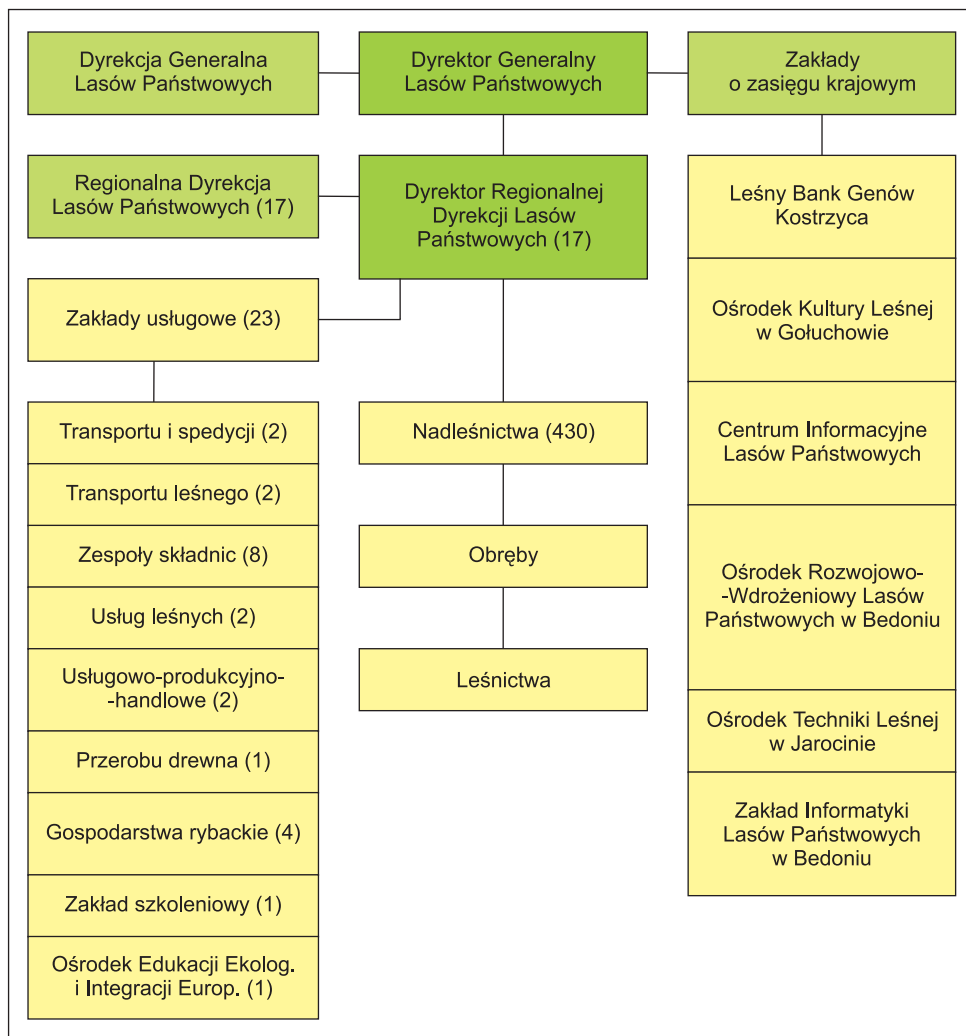 Dyrekcja Generalna
Lasów Państwowych
Dyrektor Generalny
Lasów Państwowych
Zakłady
o zasięgu krajowym
Regionalna Dyrekcja
Lasów Państwowych (17)
Dyrektor Regionalnej
Dyrekcji Lasów
Państwowych (17)
Zakłady usługowe (23)
Transportu i spedycji (2)
Transportu leśnego (2)
Zespoły składnic (8)
Usług leśnych (2)
Usługowo-produkcyjno-
-handlowe (2)
Przerobu drewna (1)
Gospodarstwa rybackie (4)
Zakład szkoleniowy (1)
Ośrodek Edukacji Ekolog.
i Integracji Europ. (1)
Nadleśnictwa (430)
Obręby
Leśnictwa
Leśny Bank Genów
Kostrzyca
Ośrodek Kultury Leśnej
w Gołuchowie
Centrum Informacyjne
Lasów Państwowych
Ośrodek Rozwojowo-
-Wdrożeniowy Lasów
Państwowych w Bedoniu
Ośrodek Techniki Leśnej
w Jarocinie
Zakład Informatyki
Lasów Państwowych
w Bedoniu